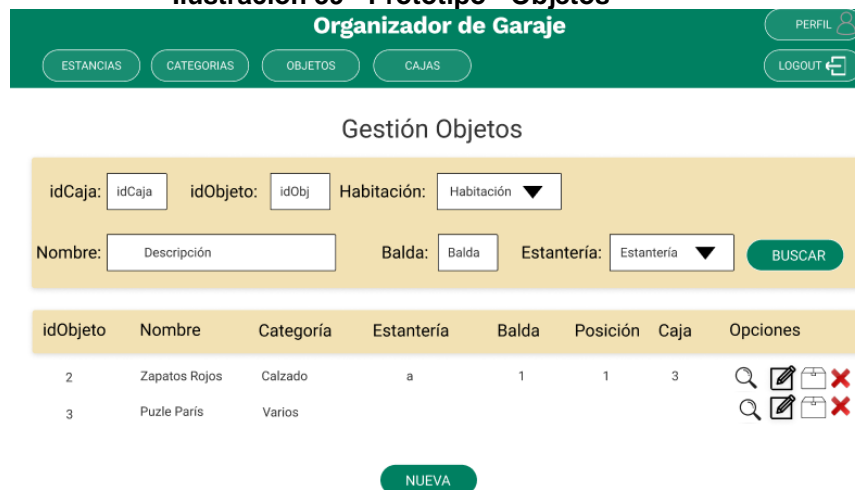 Organizador de Garaje
PERFIL
ESTANCIAS CATEGORIAS OBJETOS CAJAS LOGOUT
Gestión Objetos
idCaja: idCaja idObjeto: idObj Habitación: Habitación
Nombre: Descripción Balda: Balda Estantería: Estantería BUSCAR
idObjeto Nombre Categoría Estantería Balda Posición Caja Opciones
2 Zapatos Rojos Calzado a 1 1 3
3 Puzle París Varios
NUEVA